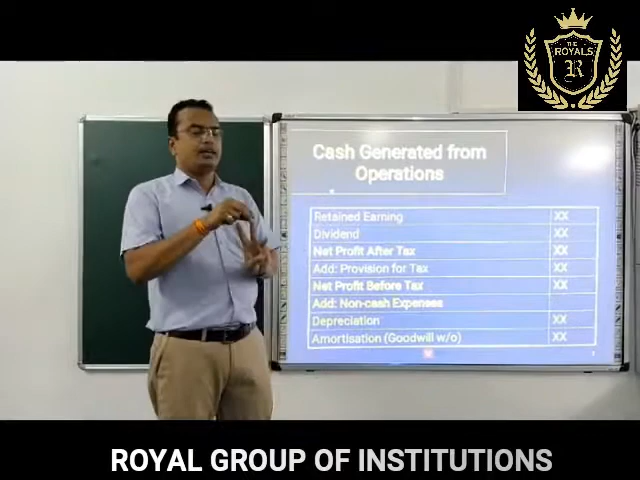 THE
ROYALS
R
Cash Generated from
Operations
Retained Earning XX
Dividend XX
Net Profit After Tax XX
Add: Provision for Tax XX
Net Profit Before Tax XX
Add: Non-cash Expenses
Depreciation XX
Amortisation (Goodwill w/o) XX
ROYAL GROUP OF INSTITUTIONS